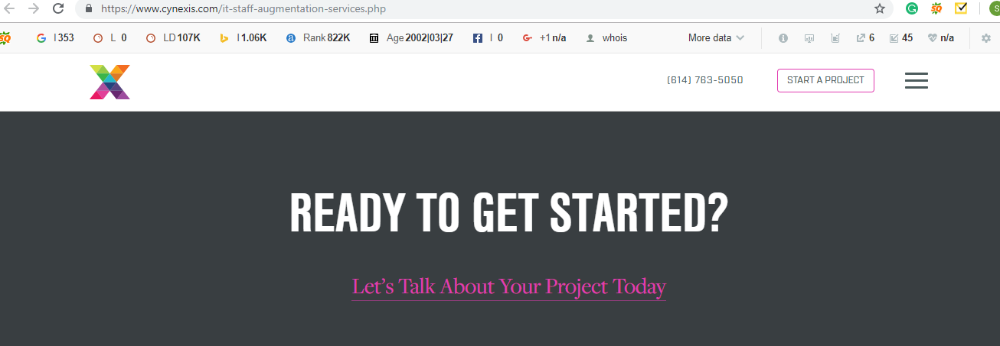 https://www.cynexis.com/it-staff-augmentation-services.php
SQ I 353 L 0 LD 107K I 1.06K Rank 822K Age 2002|03|27 I 0 +1 n/a whois More data 6 45 n/a
(614) 763-5050 START A PROJECT
READY TO GET STARTED?
Let's Talk About Your Project Today